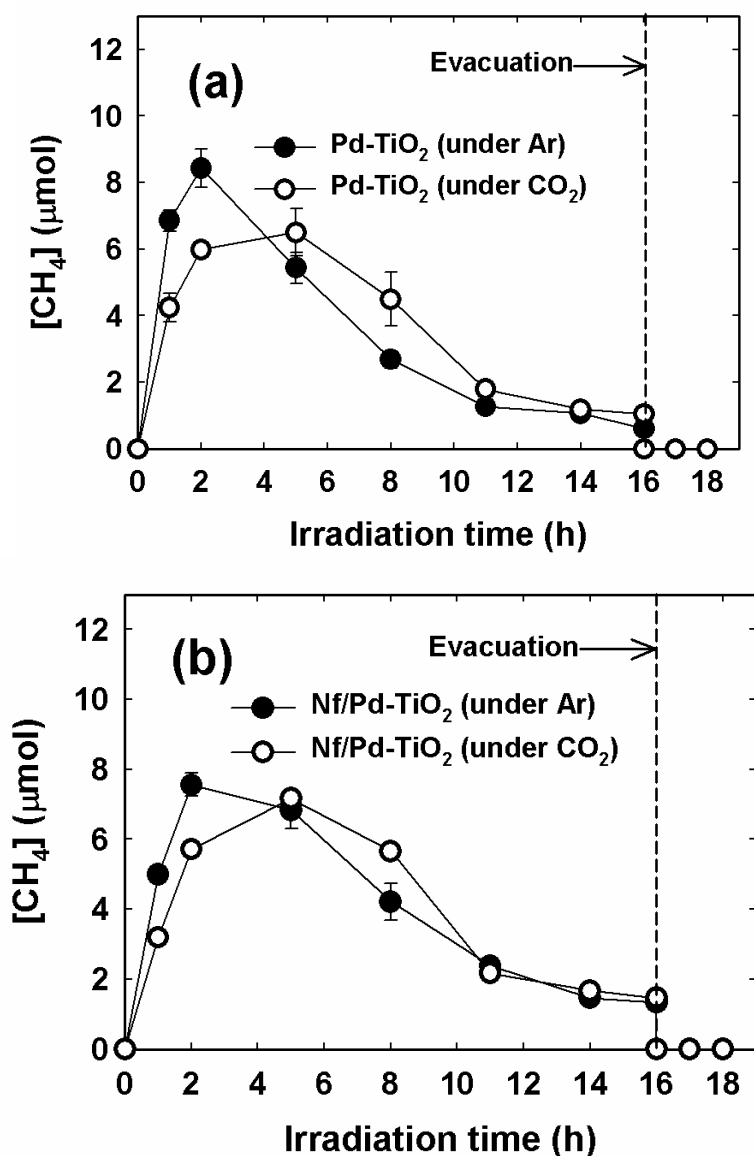 (a)
Evacuation
Pd-TiO₂ (under Ar)
Pd-TiO₂ (under CO₂)
[CH₄] (μmol)
12
10
8
6
4
2
0
0 2 4 6 8 10 12 14 16 18
Irradiation time (h)
(b)
Evacuation
Nf/Pd-TiO₂ (under Ar)
Nf/Pd-TiO₂ (under CO₂)
[CH₄] (μmol)
12
10
8
6
4
2
0
0 2 4 6 8 10 12 14 16 18
Irradiation time (h)